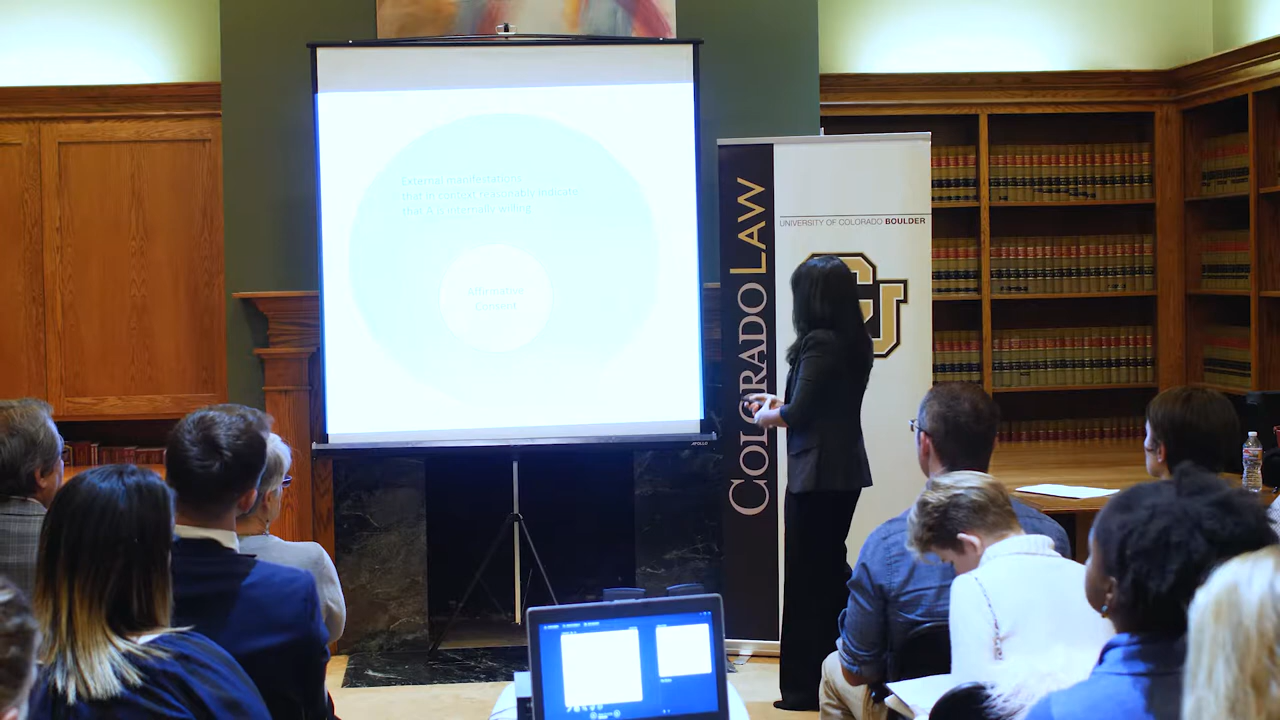 External manifestations
that in context reasonably indicate
that A is internally willing
Affirmative
Consent
APOLLO
COLORADO LAW
UNIVERSITY OF COLORADO BOULDER
CU